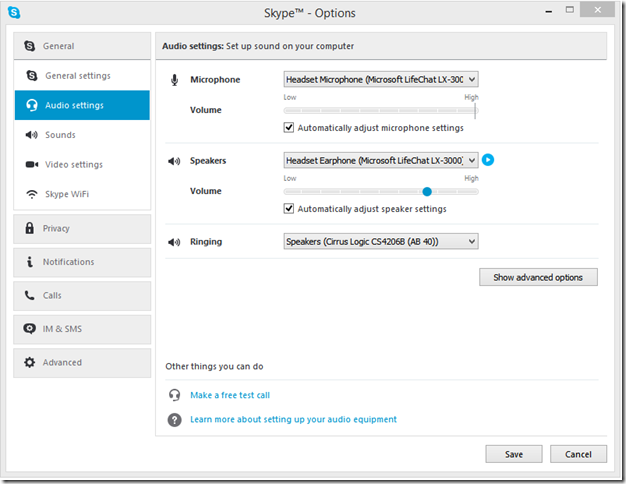 Skype™ - Options
General
General settings
Audio settings
Sounds
Video settings
Skype WiFi
Privacy
Notifications
Calls
IM & SMS
Advanced
Audio settings: Set up sound on your computer
Microphone
Headset Microphone (Microsoft LifeChat LX-300
Low High
Volume
Automatically adjust microphone settings
Speakers
Headset Earphone (Microsoft LifeChat LX-3000)
Low High
Volume
Automatically adjust speaker settings
Ringing
Speakers (Cirrus Logic CS4206B (AB 40))
Show advanced options
Other things you can do
Make a free test call
Learn more about setting up your audio equipment
Save
Cancel